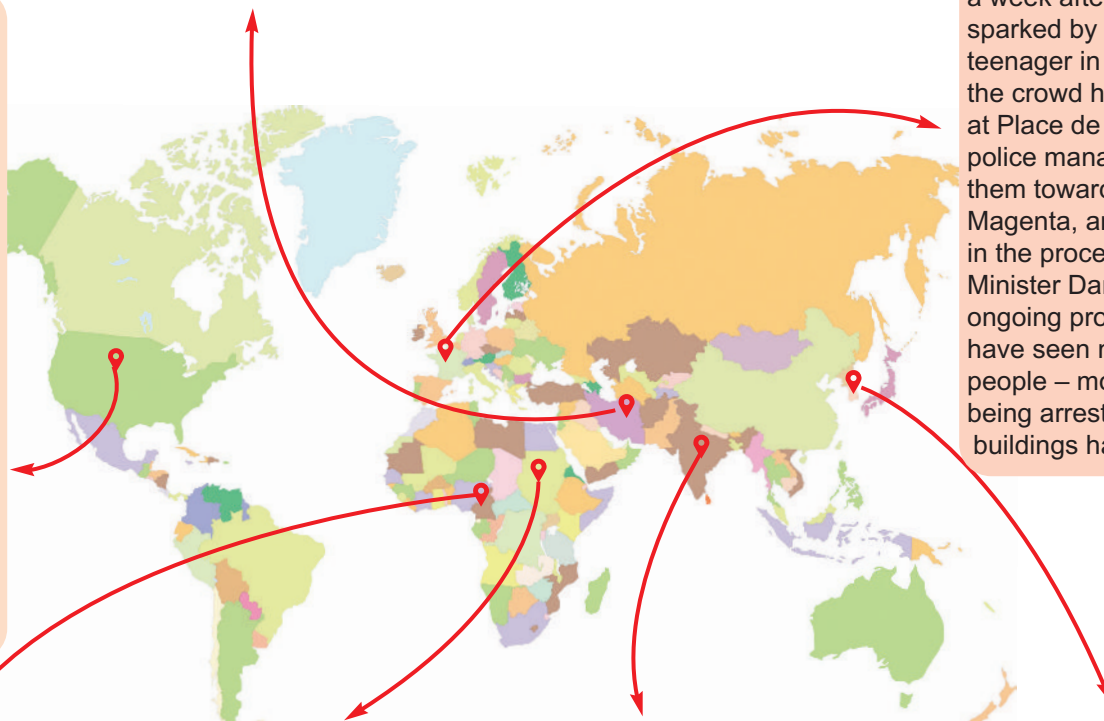 a week afte
sparked by
teenager in
the crowd h
at Place de
police mana
them toward
Magenta, an
in the proce
Minister Dar
ongoing pro
have seen m
people – mo
being arrest
buildings ha